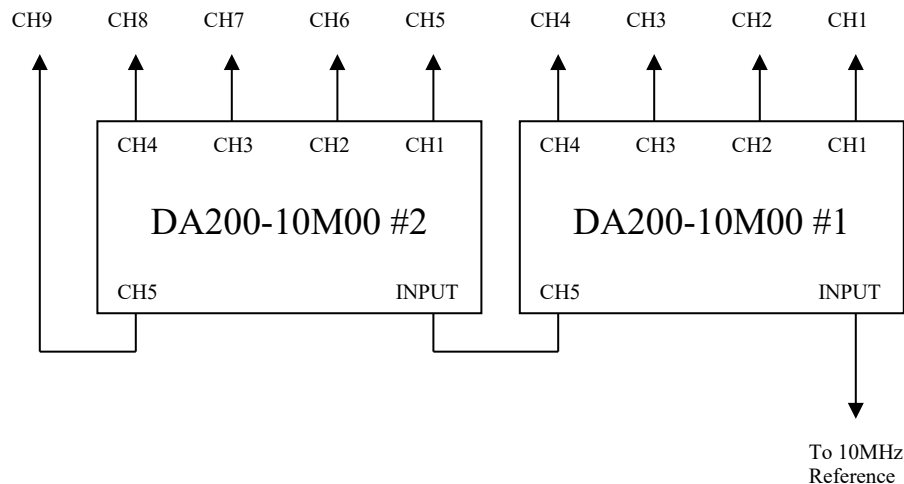 CH9 CH8 CH7 CH6 CH5 CH4 CH3 CH2 CH1
CH4 CH3 CH2 CH1 CH4 CH3 CH2 CH1
DA200-10M00 #2 DA200-10M00 #1
CH5 INPUT CH5 INPUT
To 10MHz
Reference